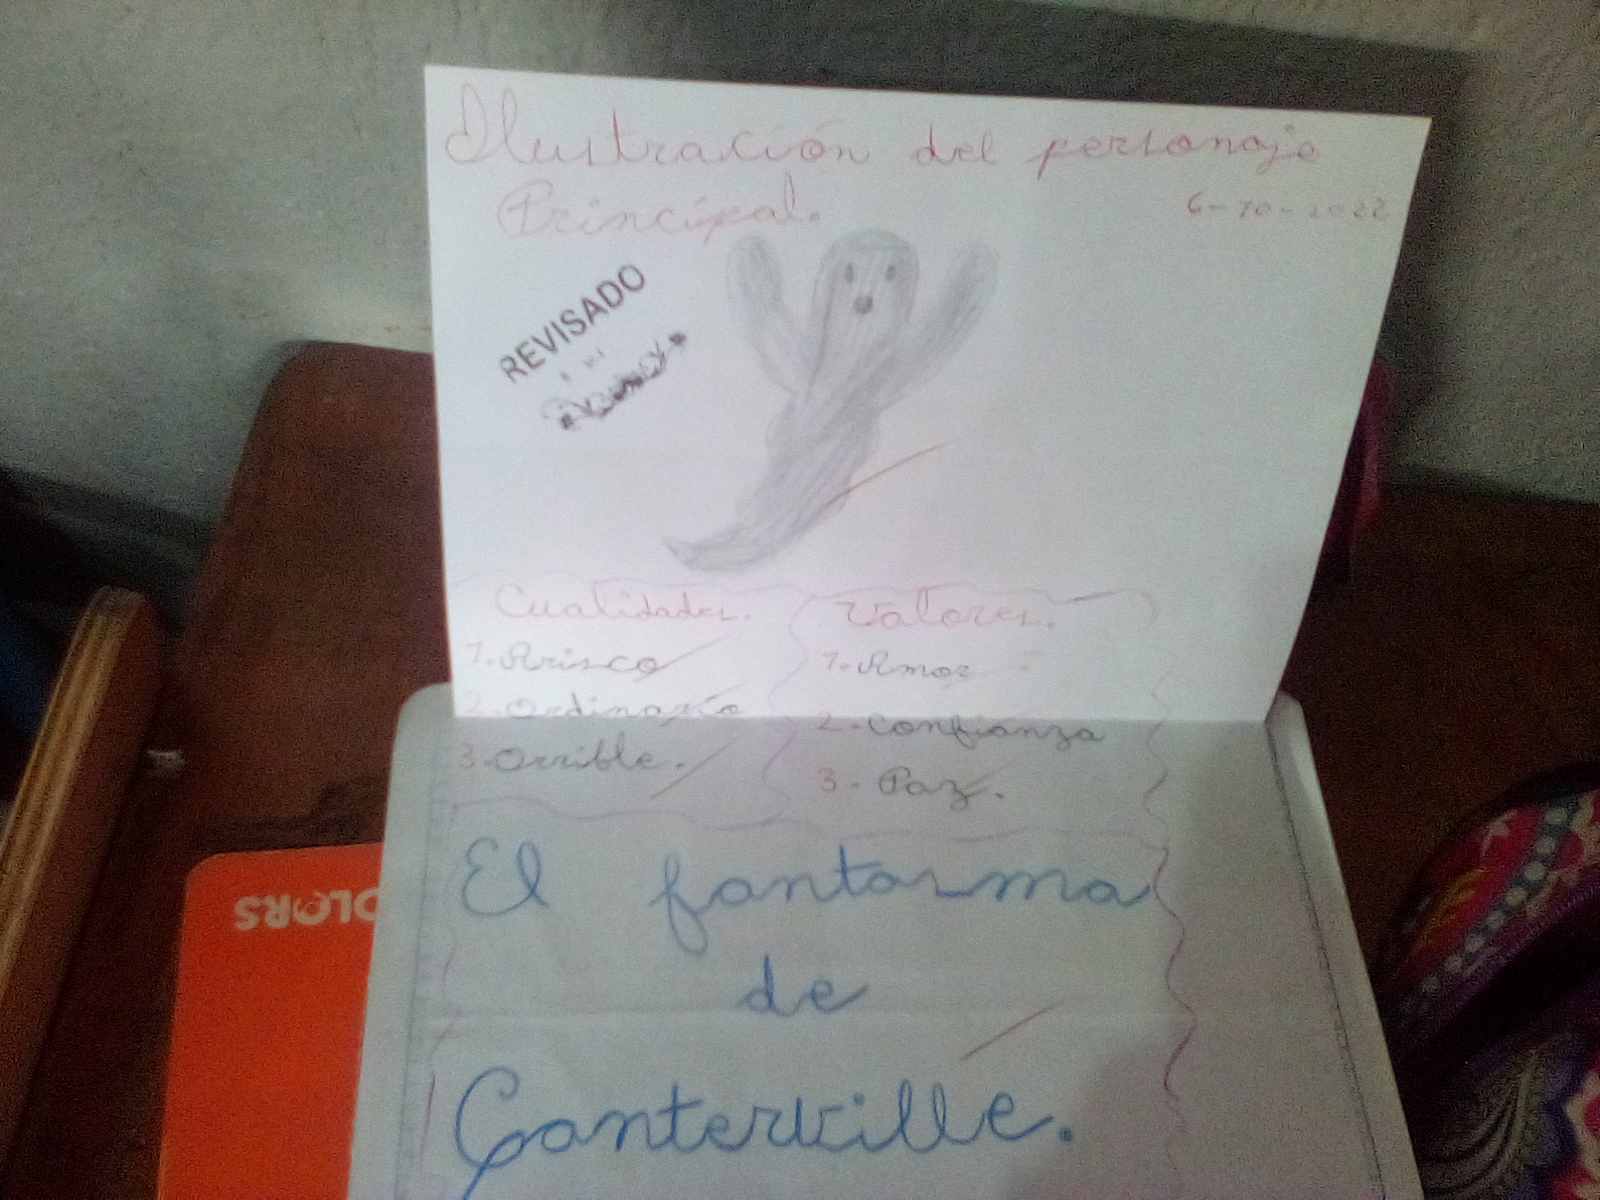 Ilustración del personaje
Principal.
6-10-2022
REVISADO
Cualidades.
1. Arisco
2. Ordinario
3. Orrible.
Valores.
1. Amor
2. Confianza
3. Paz.
El fantasma
de
Canterville.
OLORS